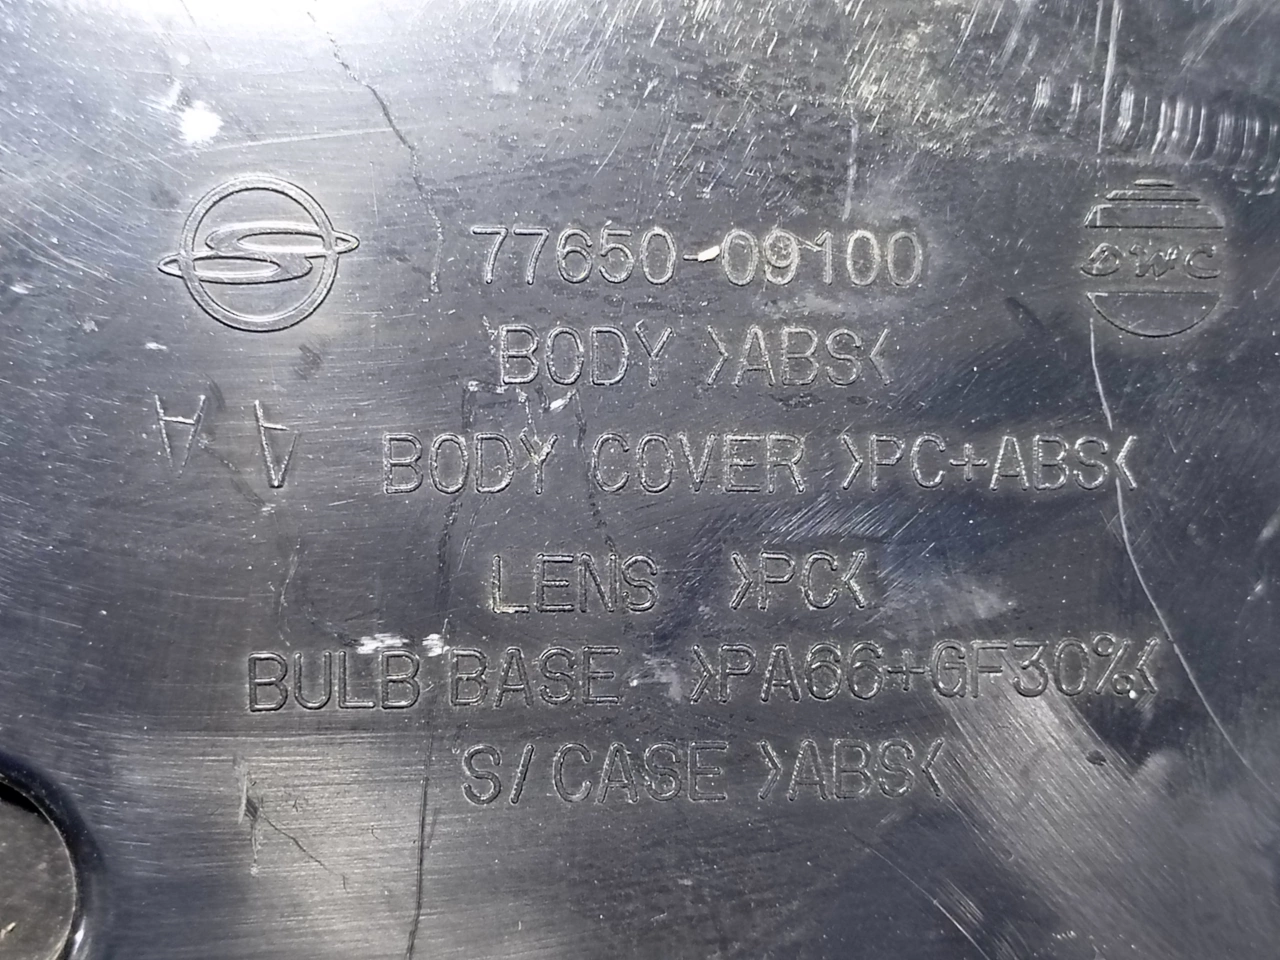 77650-09100
DWC
BODY >ABS<
A A
BODY COVER >PC+ABS<
LENS >PC<
BULB BASE >PA66+GF30%<
S/CASE >ABS<